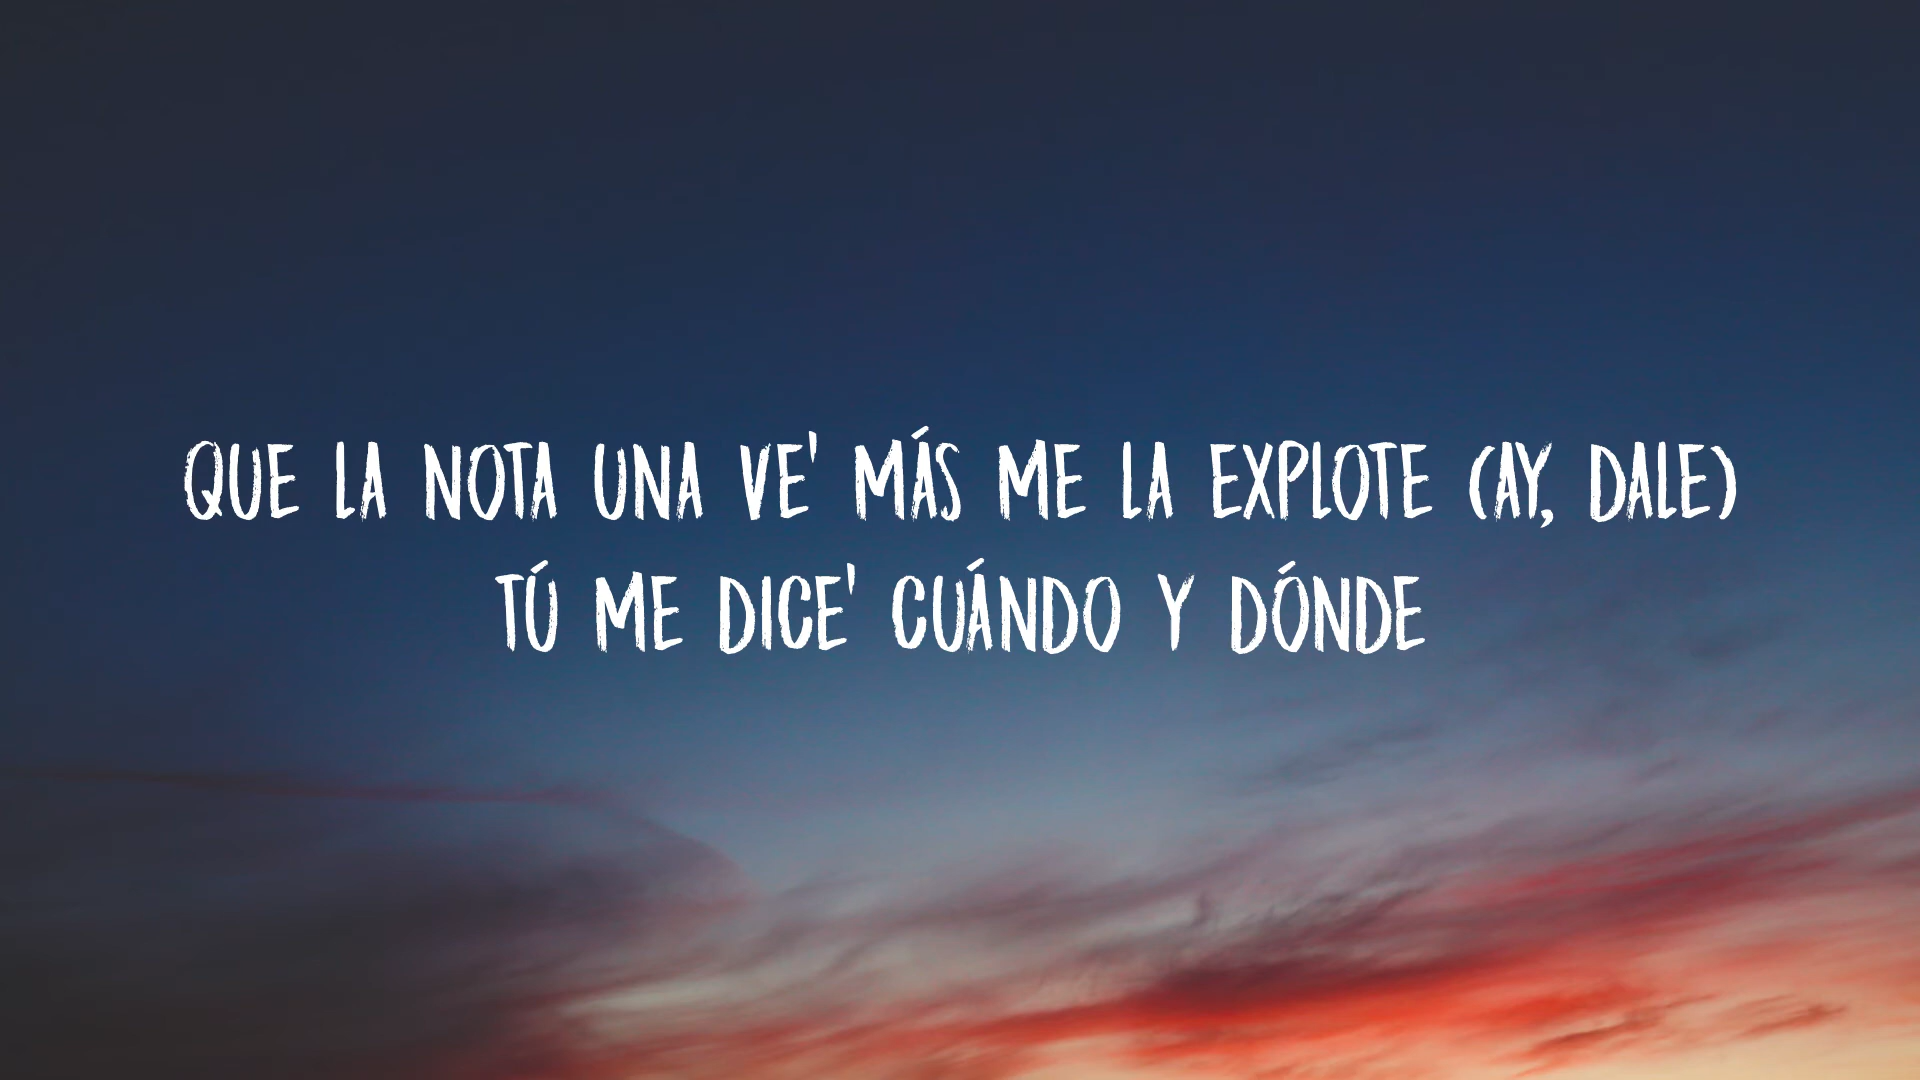 QUE LA NOTA UNA VE' MÁS ME LA EXPLOTE (AY, DALE)
TÚ ME DICE' CUÁNDO Y DÓNDE